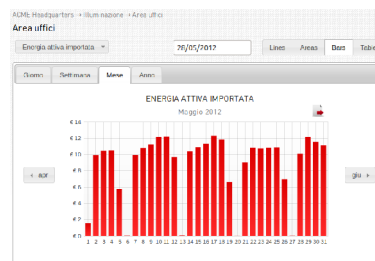 ACME Headquarters → Illuminazione → Area uffici
Area uffici
Energia attiva importata
28/05/2012
Lines Areas Bars Table
Giorno Settimana Mese Anno
ENERGIA ATTIVA IMPORTATA
Maggio 2012
€ 14
€ 12
€ 10
€ 8
€ 6
€ 4
€ 2
€ 0
« apr
giu »
1 2 3 4 5 6 7 8 9 10 11 12 13 14 15 16 17 18 19 20 21 22 23 24 25 26 27 28 29 30 31